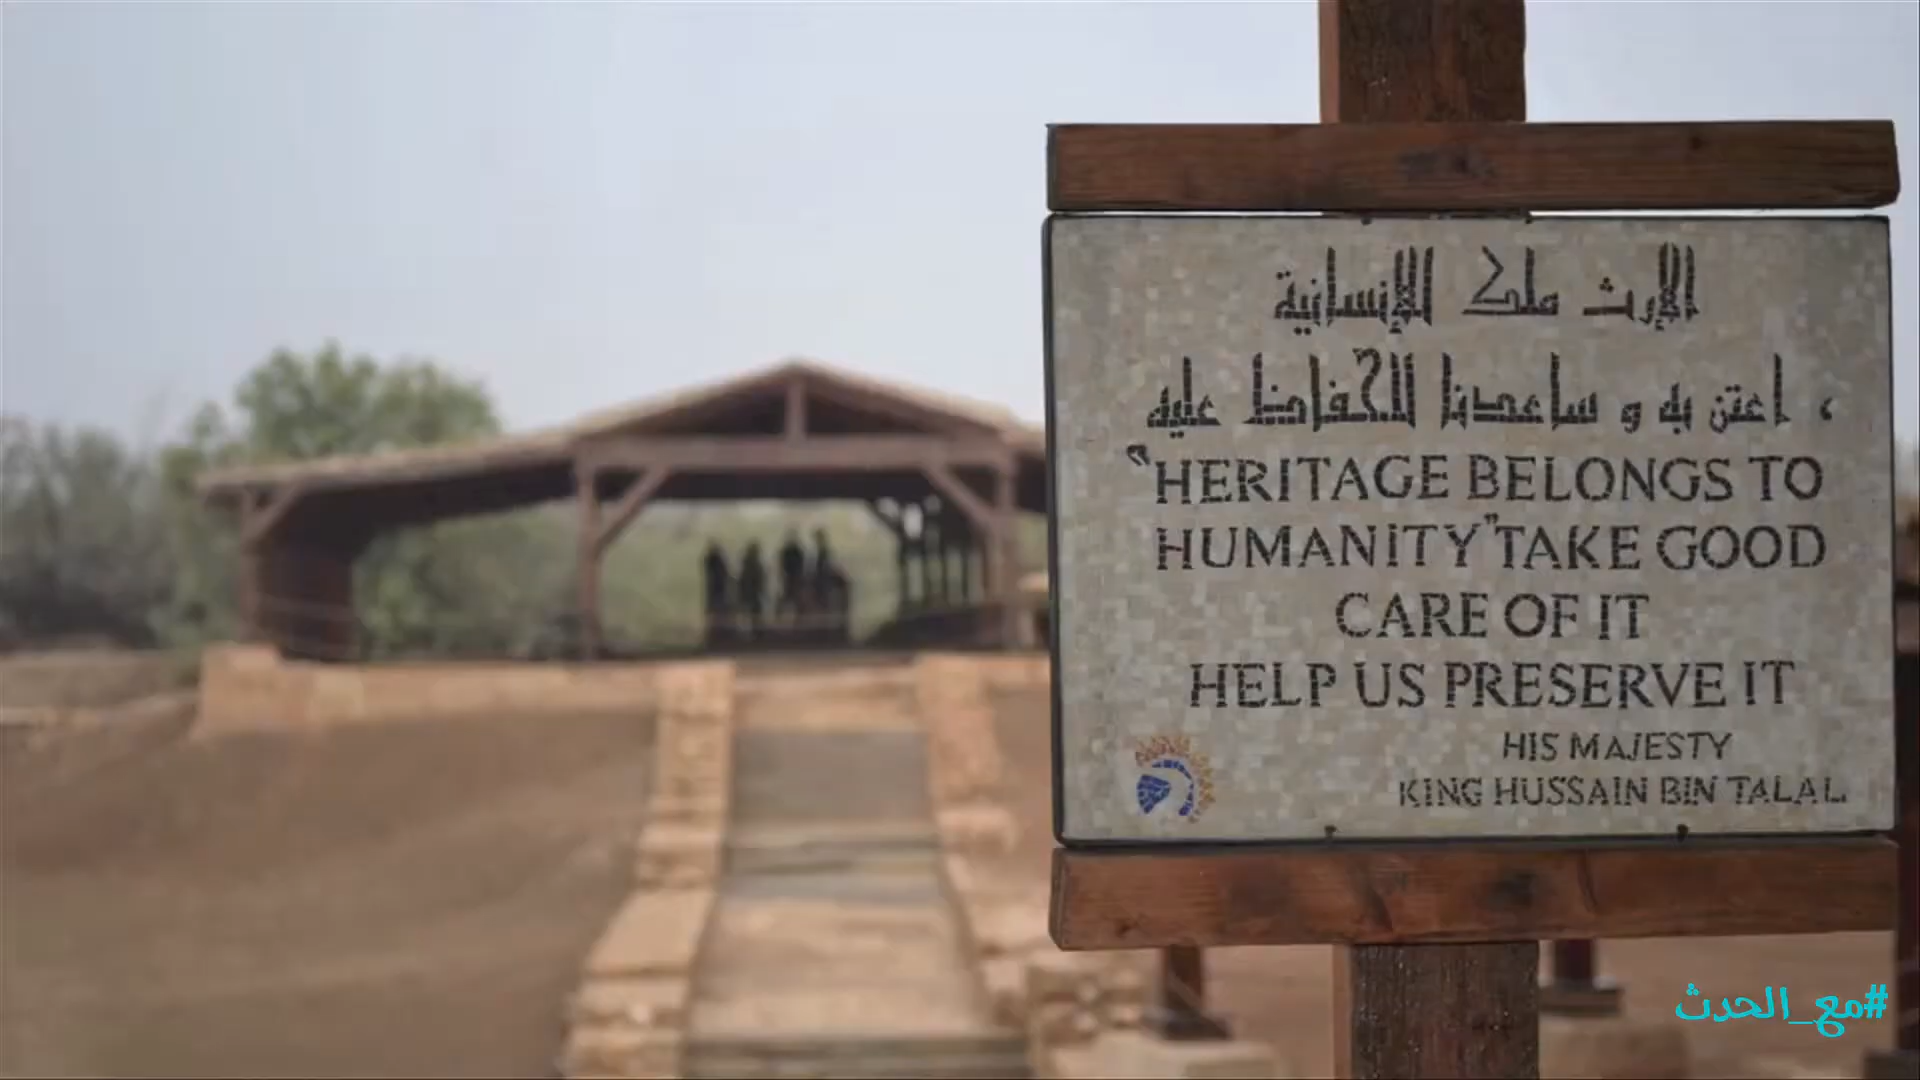 الإرث ملك للإنسانية
، اعتن به و ساعدنا للحفاظ عليه
“HERITAGE BELONGS TO
HUMANITY”TAKE GOOD
CARE OF IT
HELP US PRESERVE IT
HIS MAJESTY
KING HUSSAIN BIN TALAL.
#مع_الحدث